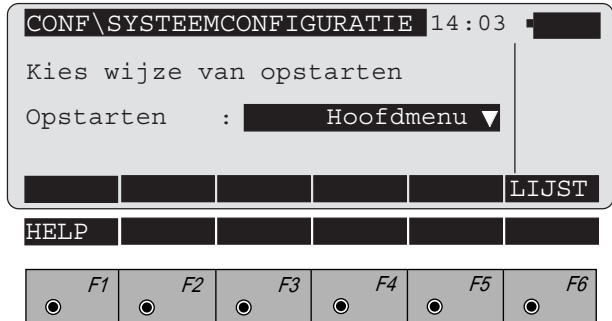 CONF\SYSTEEMCONFIGURATIE 14:03
Kies wijze van opstarten
Opstarten : Hoofdmenu
LIJST
HELP
F1 F2 F3 F4 F5 F6